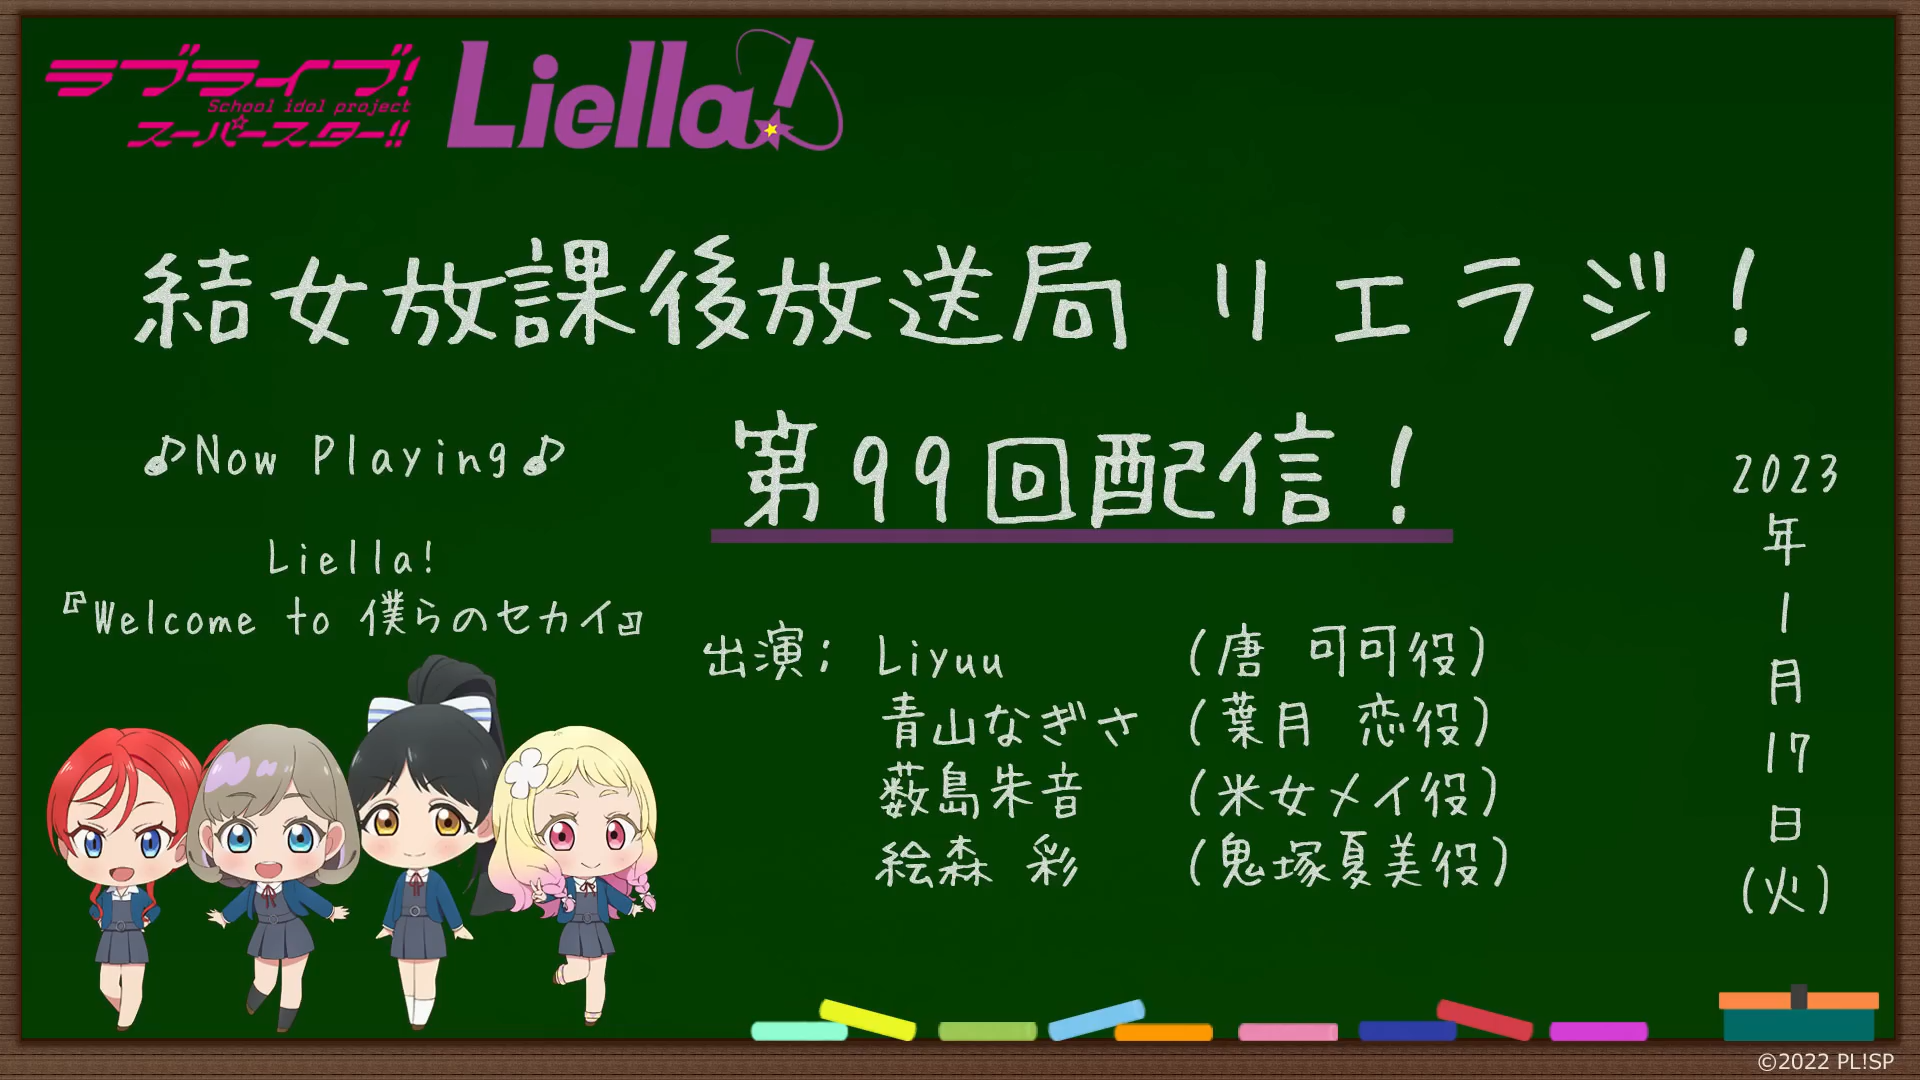 ラブライブ!
School idol project
スーパースター!!
Liella!
結女放課後放送局 リエラジ！
♪Now Playing♪
第99回配信！
Liella!
『Welcome to 僕らのセカイ』
出演： Liyuu （唐 可可役）
青山なぎさ （葉月 恋役）
薮島朱音 （米女メイ役）
絵森 彩 （鬼塚夏美役）
2023
年
1
月
17
日
(火)
©2022 PL!SP